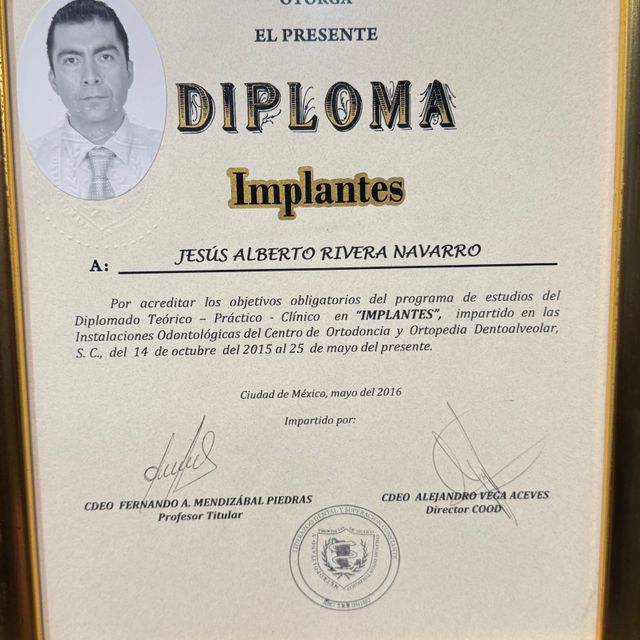 OTORGA
EL PRESENTE
DIPLOMA
Implantes
A: JESÚS ALBERTO RIVERA NAVARRO
Por acreditar los objetivos obligatorios del programa de estudios del
Diplomado Teórico – Práctico - Clínico en "IMPLANTES", impartido en las
Instalaciones Odontológicas del Centro de Ortodoncia y Ortopedia Dentoalveolar,
S. C., del 14 de octubre del 2015 al 25 de mayo del presente.
Ciudad de México, mayo del 2016
Impartido por:
CDEO FERNANDO A. MENDIZÁBAL PIEDRAS
Profesor Titular
CDEO ALEJANDRO VEGA ACEVES
Director COOD